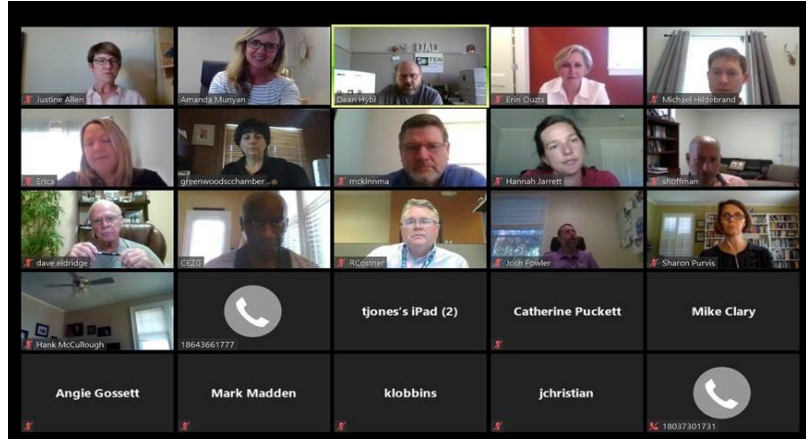 DAD
Justine Allen
Amanda Munyan
Dean Hybl
Erin Ouzts
Michael Hildebrand
Erica
greenwoodscchamber
mckinnma
Hannah Jarrett
shoffman
dave eldridge
CEZG
RCostner
Josh Fowler
Sharon Purvis
Hank McCullough
18643661777
tjones's iPad (2)
Catherine Puckett
Mike Clary
Angie Gossett
Mark Madden
klobbins
jchristian
18037301731